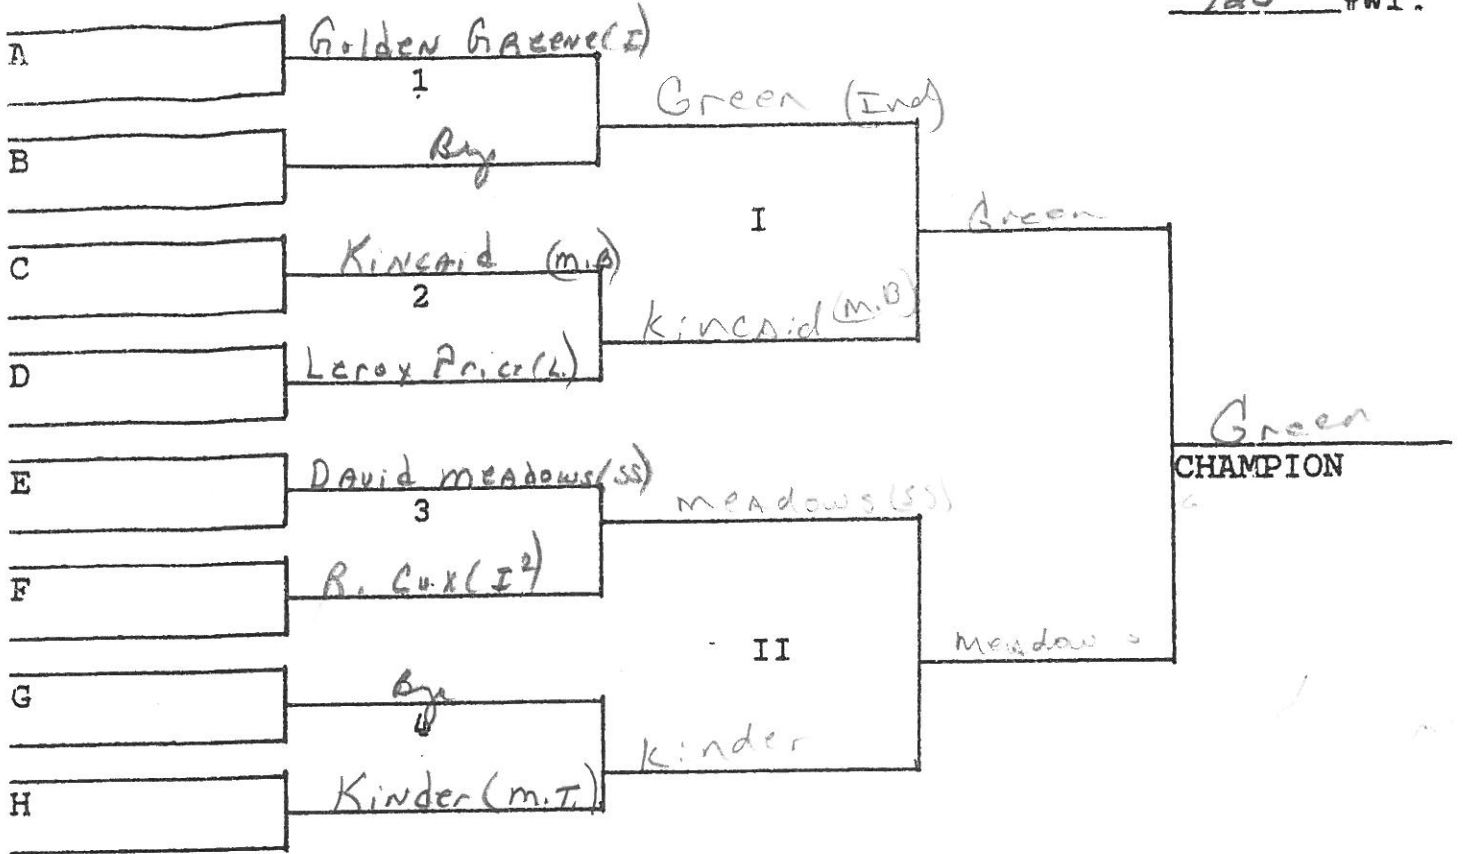 #WT.
A
Golden Greene (I)
1
Green (Ind)
B
Bye
I
Green
C
Kincaid (M.B)
2
Kincaid (M.B)
D
Leroy Price (L.)
Green
CHAMPION
E
David Meadows (SS)
3
Meadows (SS)
F
R. Cox (I²)
II
Meadows
G
Bye
4
Kinder
H
Kinder (M.T.)